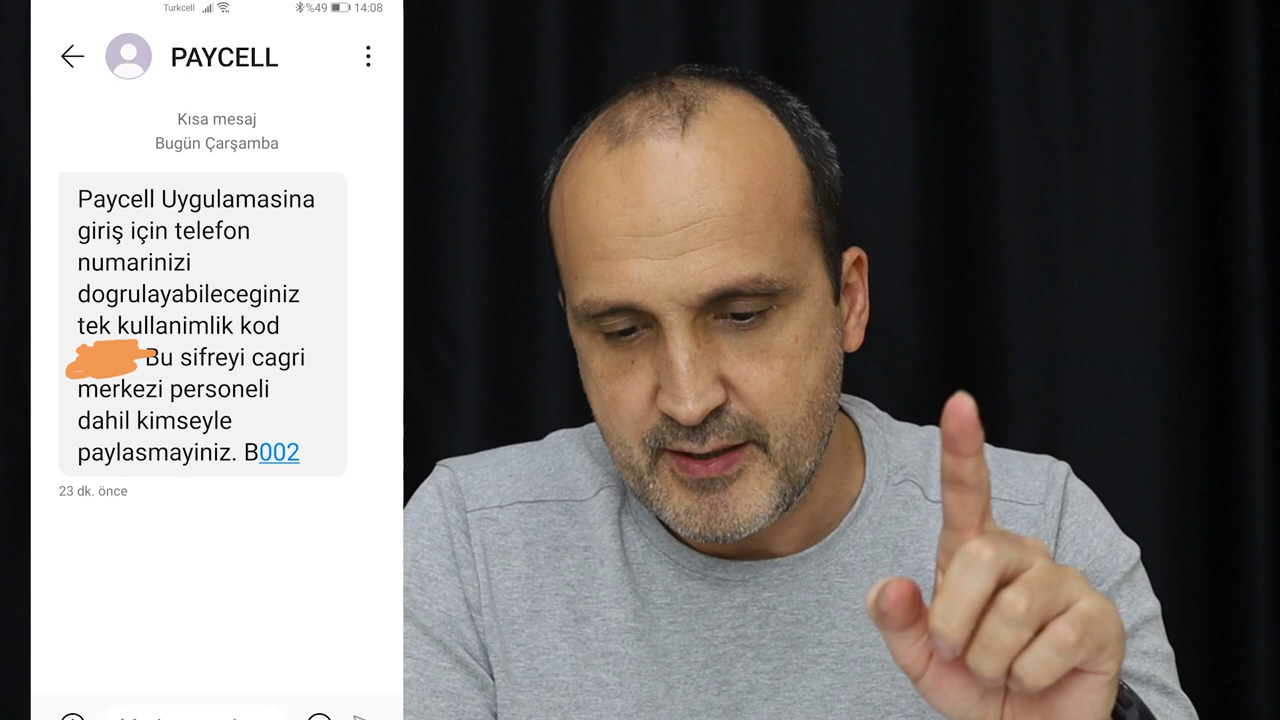 Turkcell %49 14:08
PAYCELL
Kısa mesaj
Bugün Çarşamba
Paycell Uygulamasina
giriş için telefon
numarinizi
dogrulayabileceginiz
tek kullanimlik kod
Bu sifreyi cagri
merkezi personeli
dahil kimseyle
paylasmayiniz. B002
23 dk. önce